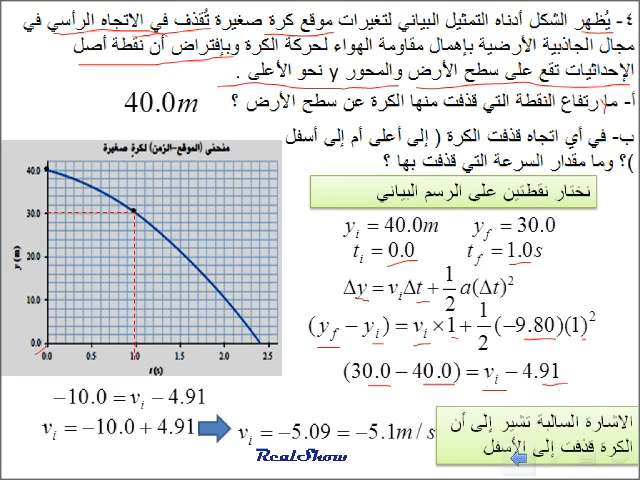 ٤- يُظهر الشكل أدناه التمثيل البياني لتغيرات موقع كرة صغيرة تُقذف في الاتجاه الرأسي في
مجال الجاذبية الأرضية بإهمال مقاومة الهواء لحركة الكرة وبإفتراض أن نقطة أصل
الإحداثيات تقع على سطح الأرض والمحور y نحو الأعلى .
أ- ما رتفاع النقطة التي قذفت منها الكرة عن سطح الأرض ؟ 40.0m
ب- في أي اتجاه قذفت الكرة ( إلى أعلى أم إلى أسفل
)؟ وما مقدار السرعة التي قذفت بها ؟
منحنى (الموقع-الزمن) لكرة صغيرة
40.0
30.0
20.0
10.0
0.0
y (m)
0.0 0.5 1.0 1.5 2.0 2.5
t (s)
نختار نقطتين على الرسم البياني
y_i = 40.0m y_f = 30.0
t_i = 0.0 t_f = 1.0s
Δy = v_iΔt + 1/2 a(Δt)^2
(y_f − y_i) = v_i × 1 + 1/2 (−9.80)(1)^2
(30.0 − 40.0) = v_i − 4.91
−10.0 = v_i − 4.91
v_i = −10.0 + 4.91
v_i = −5.09 = −5.1m / s
الاشارة السالبة تشير إلى أن
الكرة قذفت إلى الأسفل
RealShow